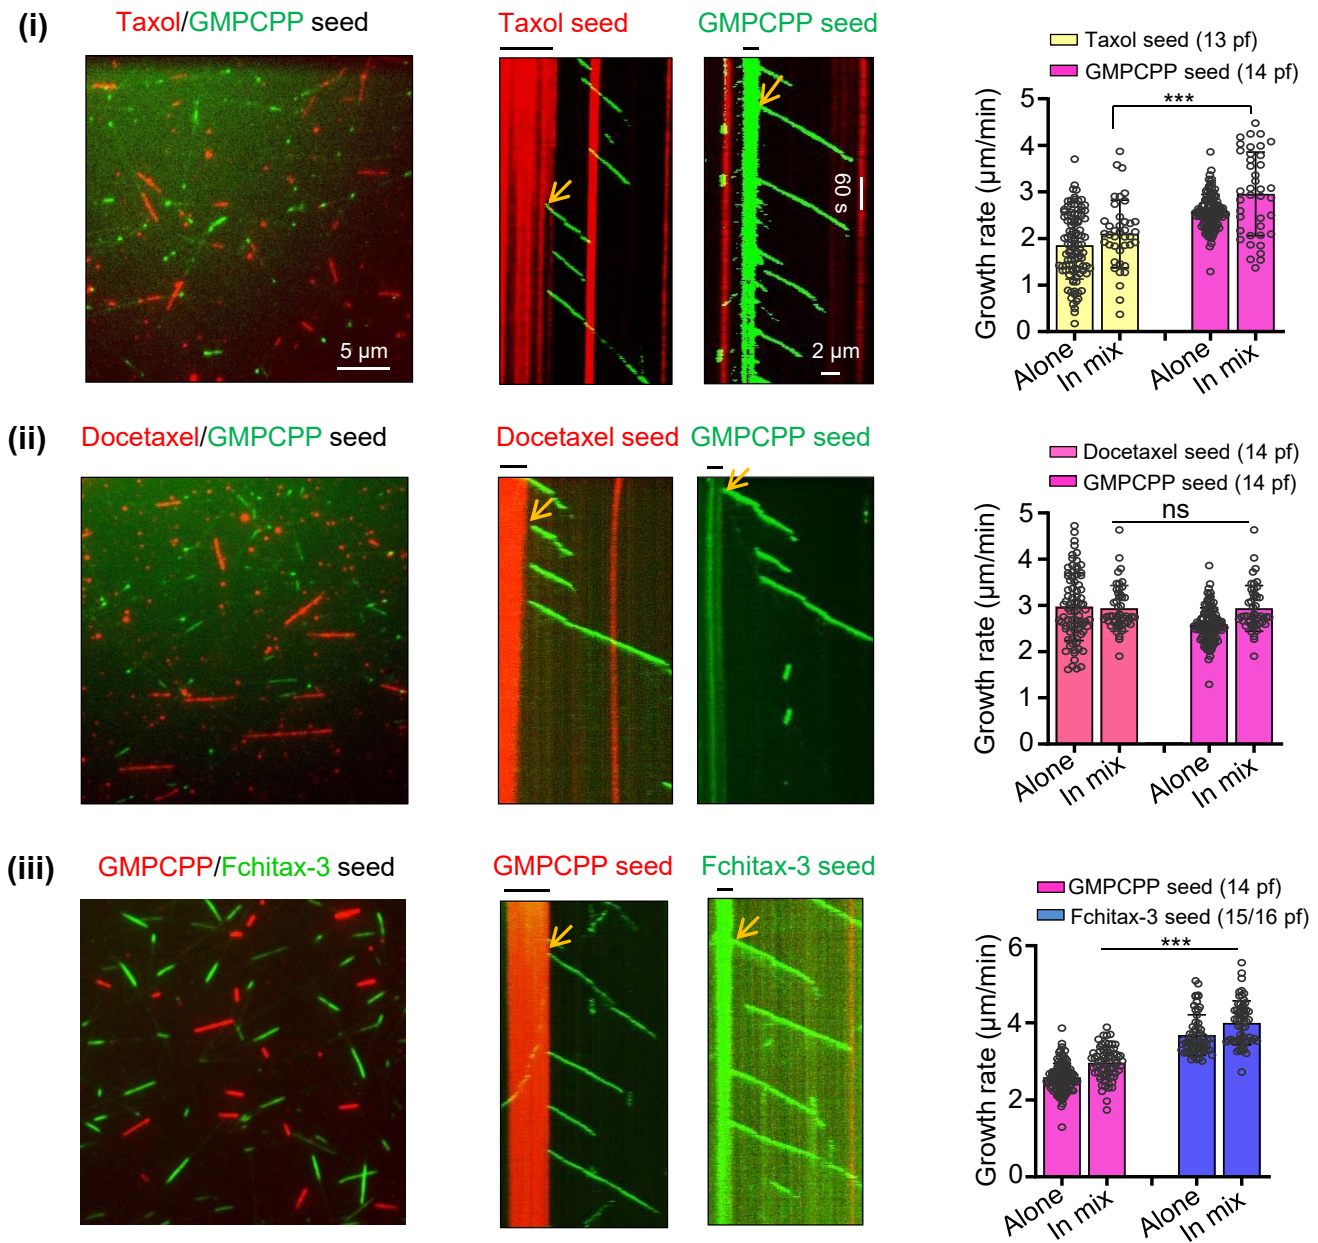 (i)
Taxol/GMPCPP seed
Taxol seed
GMPCPP seed
5 µm
60 s
2 µm
Taxol seed (13 pf)
GMPCPP seed (14 pf)
***
Growth rate (µm/min)
5
4
3
2
1
0
Alone
In mix
Alone
In mix
(ii)
Docetaxel/GMPCPP seed
Docetaxel seed
GMPCPP seed
Docetaxel seed (14 pf)
GMPCPP seed (14 pf)
ns
Growth rate (µm/min)
5
4
3
2
1
0
Alone
In mix
Alone
In mix
(iii)
GMPCPP/Fchitax-3 seed
GMPCPP seed
Fchitax-3 seed
GMPCPP seed (14 pf)
Fchitax-3 seed (15/16 pf)
***
Growth rate (µm/min)
6
4
2
0
Alone
In mix
Alone
In mix